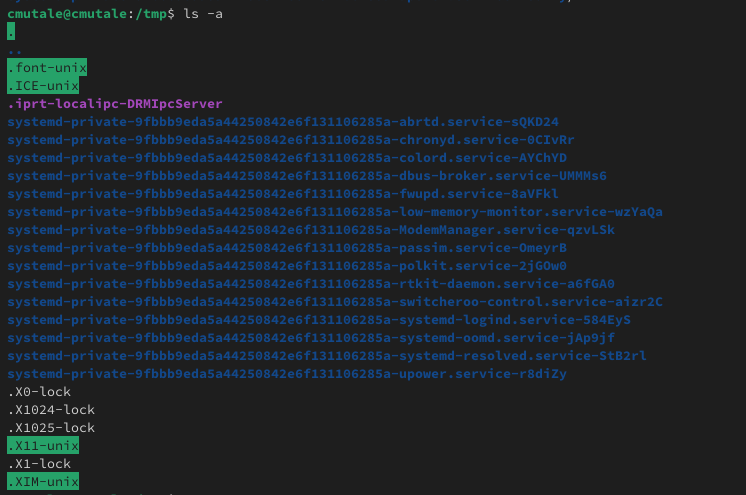 cmutale@cmutale:/tmp$ ls -a
.
..
.font-unix
.ICE-unix
.iprt-localipc-DRMIpcServer
systemd-private-9fbbb9eda5a44250842e6f131106285a-abrtd.service-sQKD24
systemd-private-9fbbb9eda5a44250842e6f131106285a-chronyd.service-0CIvRr
systemd-private-9fbbb9eda5a44250842e6f131106285a-colord.service-AYChYD
systemd-private-9fbbb9eda5a44250842e6f131106285a-dbus-broker.service-UMMMs6
systemd-private-9fbbb9eda5a44250842e6f131106285a-fwupd.service-8aVFkl
systemd-private-9fbbb9eda5a44250842e6f131106285a-low-memory-monitor.service-wzYaQa
systemd-private-9fbbb9eda5a44250842e6f131106285a-ModemManager.service-qzvLSk
systemd-private-9fbbb9eda5a44250842e6f131106285a-passim.service-OmeyrB
systemd-private-9fbbb9eda5a44250842e6f131106285a-polkit.service-2jGOw0
systemd-private-9fbbb9eda5a44250842e6f131106285a-rtkit-daemon.service-a6fGA0
systemd-private-9fbbb9eda5a44250842e6f131106285a-switcheroo-control.service-aizr2C
systemd-private-9fbbb9eda5a44250842e6f131106285a-systemd-logind.service-584EyS
systemd-private-9fbbb9eda5a44250842e6f131106285a-systemd-oomd.service-jAp9jf
systemd-private-9fbbb9eda5a44250842e6f131106285a-systemd-resolved.service-StB2rl
systemd-private-9fbbb9eda5a44250842e6f131106285a-upower.service-r8diZy
.X0-lock
.X1024-lock
.X1025-lock
.X11-unix
.X1-lock
.XIM-unix